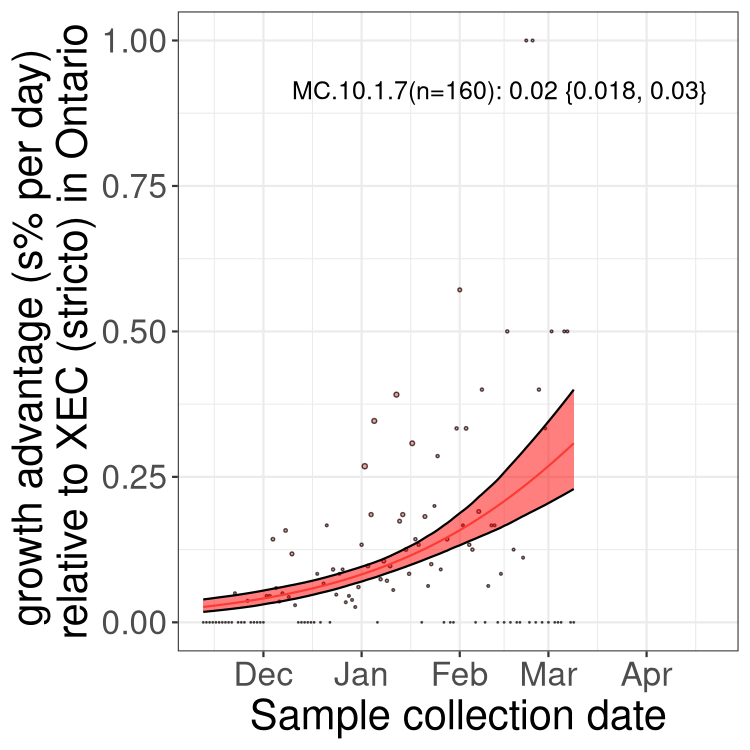 growth advantage (s% per day)
relative to XEC (stricto) in Ontario
1.00
0.75
0.50
0.25
0.00
MC.10.1.7(n=160): 0.02 {0.018, 0.03}
Dec Jan Feb Mar Apr
Sample collection date